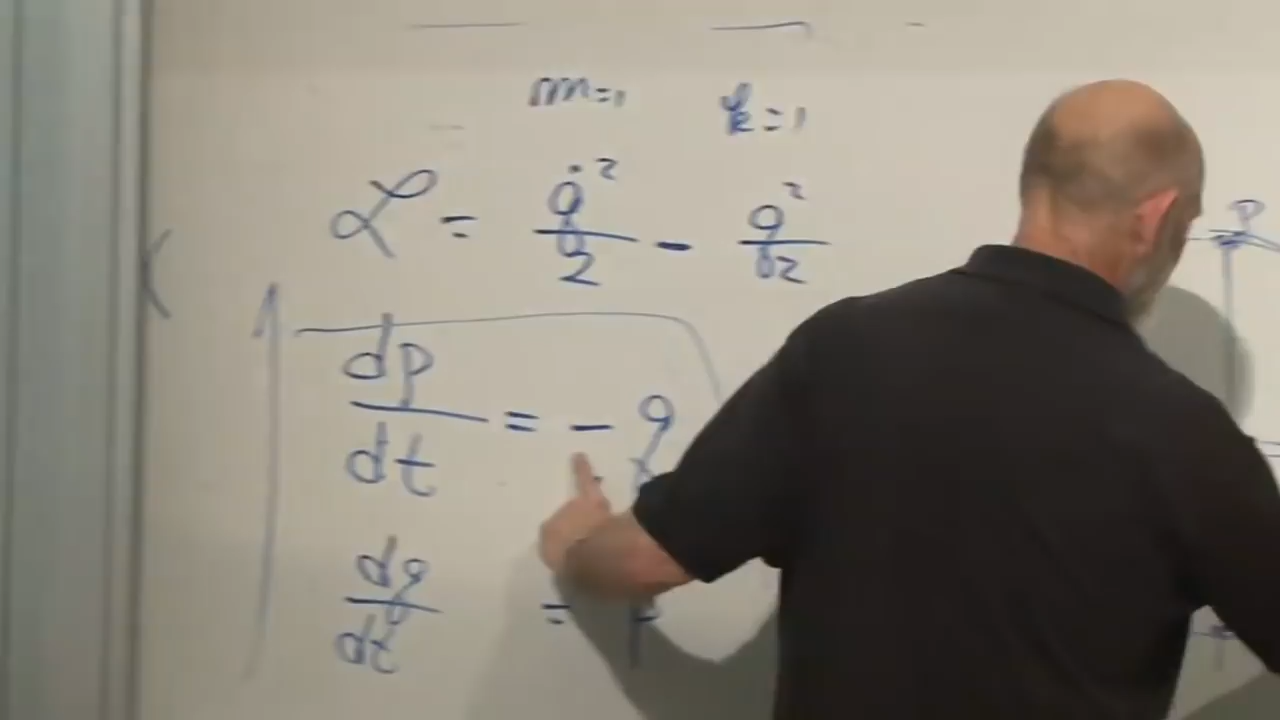 m=1 k=1
ℒ = q̇²/2 - q²/2
dp/dt = - q
dq/dt = p
P